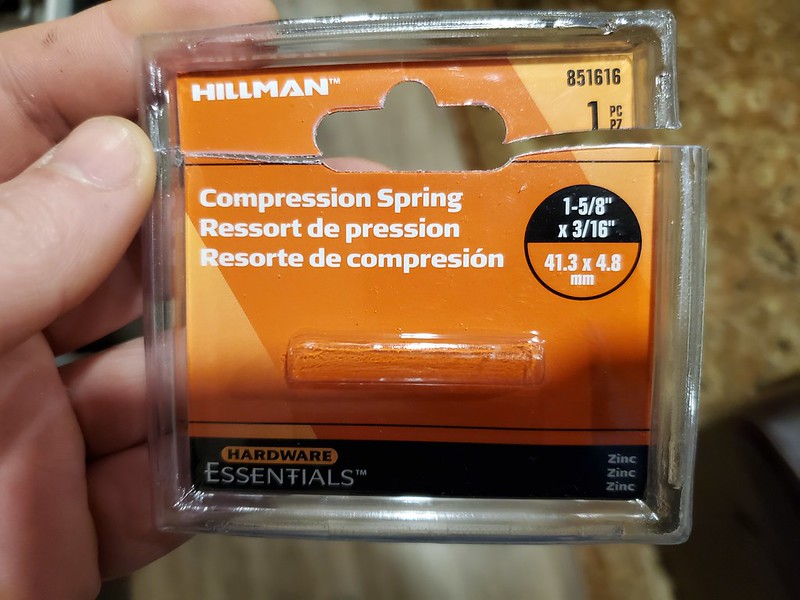 HILLMAN™
851616
1 PC
PZ
Compression Spring
Ressort de pression
Resorte de compresión
1-5/8"
x 3/16"
41.3 x 4.8
mm
HARDWARE
ESSENTIALS™
Zinc
Zinc
Zinc